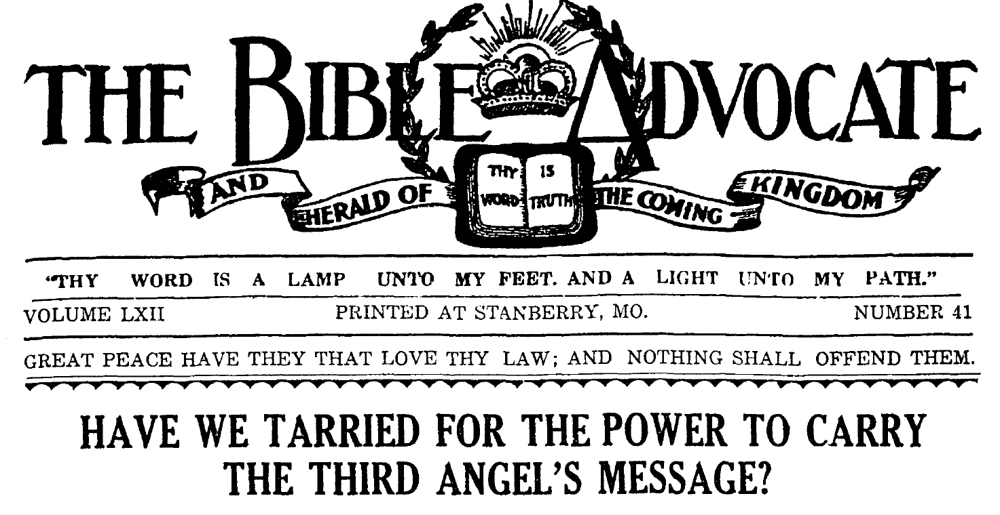 THE BIBLE ADVOCATE
AND HERALD OF THE COMING KINGDOM
THY WORD IS TRUTH
“THY WORD IS A LAMP UNTO MY FEET. AND A LIGHT UNTO MY PATH.”
VOLUME LXII PRINTED AT STANBERRY, MO. NUMBER 41
GREAT PEACE HAVE THEY THAT LOVE THY LAW; AND NOTHING SHALL OFFEND THEM.
HAVE WE TARRIED FOR THE POWER TO CARRY
THE THIRD ANGEL’S MESSAGE?